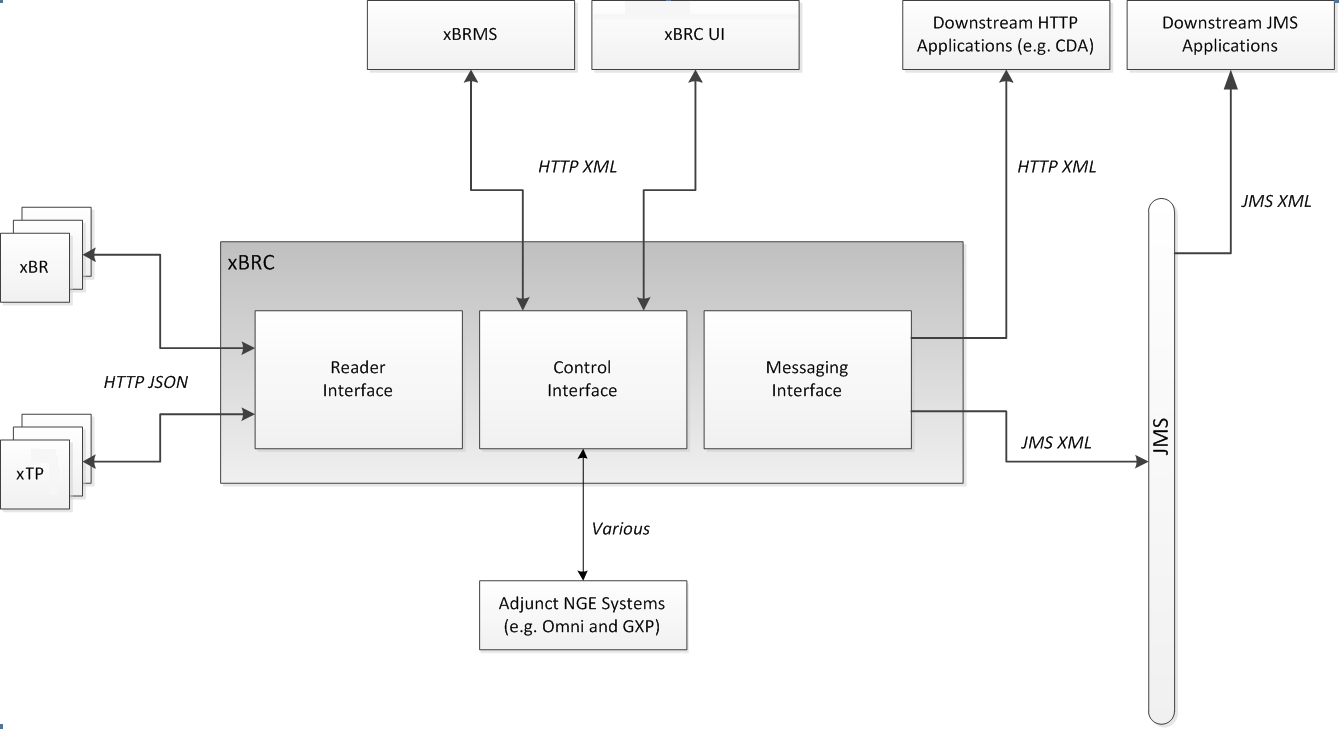 xBRMS
xBRC UI
Downstream HTTP
Applications (e.g. CDA)
Downstream JMS
Applications
HTTP XML
HTTP XML
JMS XML
xBR
xBRC
Reader
Interface
Control
Interface
Messaging
Interface
HTTP JSON
JMS XML
JMS
xTP
Various
Adjunct NGE Systems
(e.g. Omni and GXP)